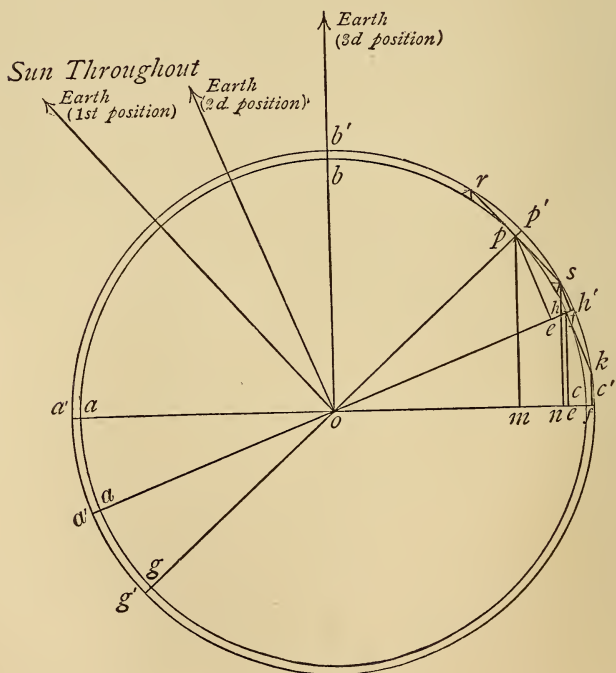 Earth
(3d position)
Sun Throughout
Earth
(1st position)
Earth
(2d position)
b'
b
r
p'
p
s
h
h'
e
k
a'
a
c
c'
o
m
n
e
f
a
a'
g
g'